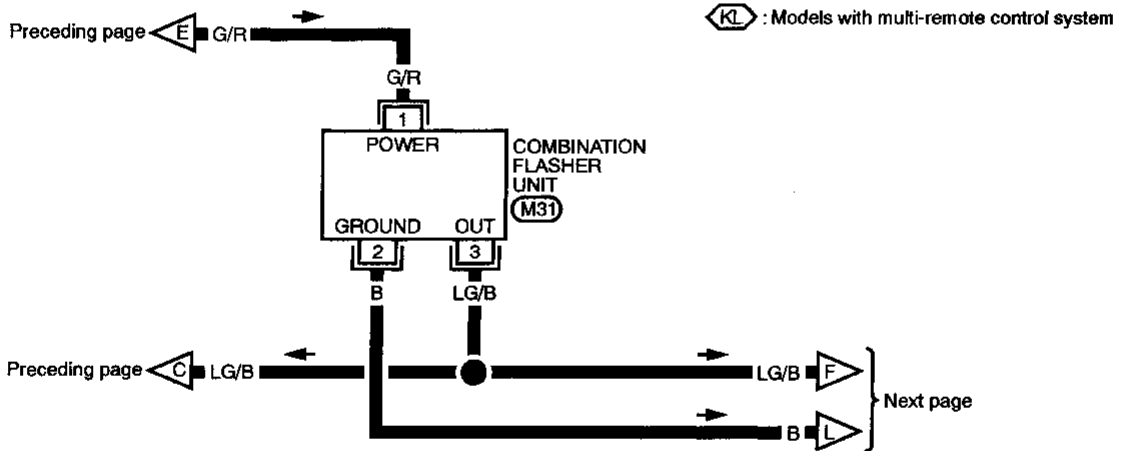 KL : Models with multi-remote control system
Preceding page E G/R
G/R
1
POWER
COMBINATION
FLASHER
UNIT
M31
GROUND OUT
2 3
B LG/B
Preceding page C LG/B LG/B F
Next page
B L